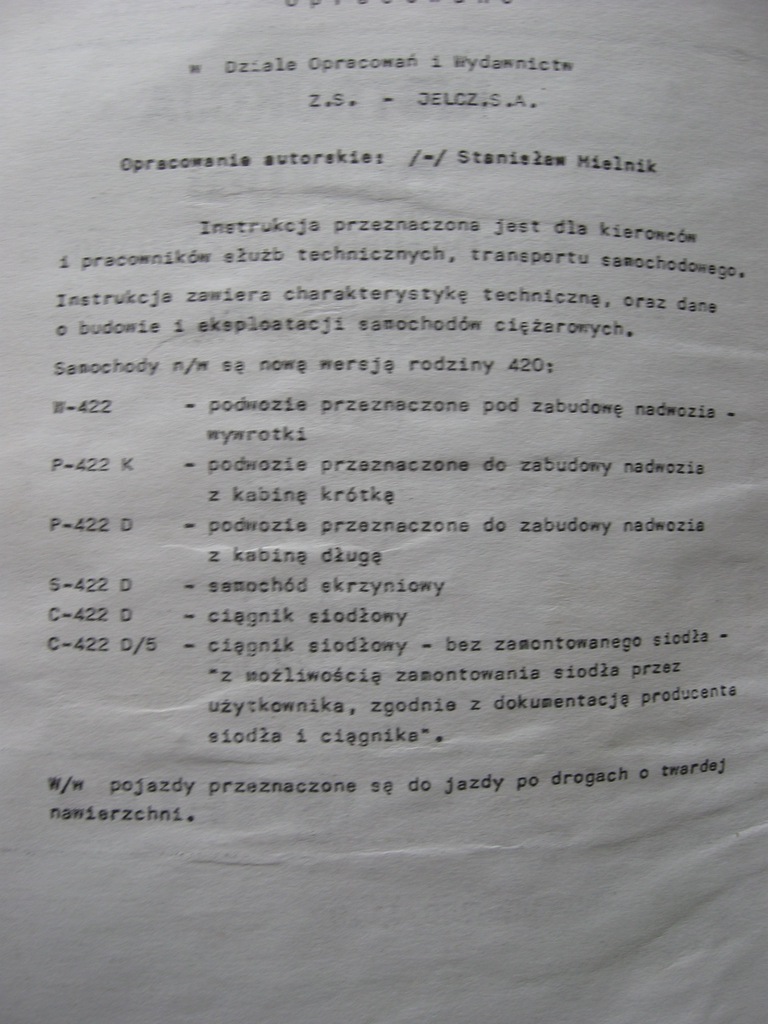 O p r a c o w a n o
w Dziale Opracowań i Wydawnictw
Z.S. - JELCZ.S.A.
Opracowanie autorskie: /-/ Stanisław Mielnik
Instrukcja przeznaczona jest dla kierowców
i pracowników służb technicznych, transportu samochodowego.
Instrukcja zawiera charakterystykę techniczną, oraz dane
o budowie i eksploatacji samochodów ciężarowych.
Samochody n/w są nową wersją rodziny 420:
W-422 - podwozie przeznaczone pod zabudowę nadwozia -
wywrotki
P-422 K - podwozie przeznaczone do zabudowy nadwozia
z kabiną krótką
P-422 D - podwozie przeznaczone do zabudowy nadwozia
z kabiną długą
S-422 D - samochód skrzyniowy
C-422 D - ciągnik siodłowy
C-422 D/5 - ciągnik siodłowy - bez zamontowanego siodła -
"z możliwością zamontowania siodła przez
użytkownika, zgodnie z dokumentacją producenta
siodła i ciągnika".
W/w pojazdy przeznaczone są do jazdy po drogach o twardej
nawierzchni.